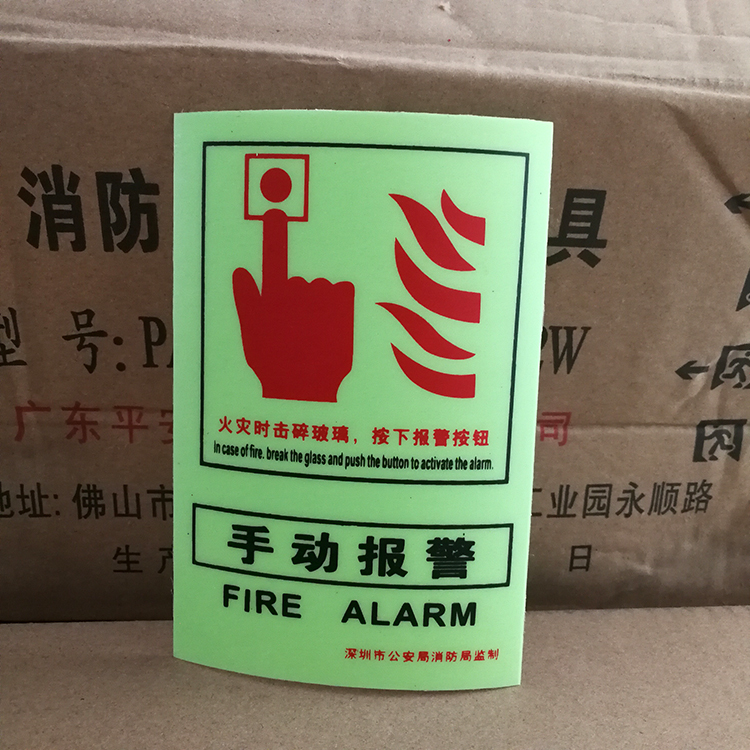 消防 具
型号: PA 2W
广东平安 司
地址: 佛山市 工业园永顺路
生产 日
火灾时击碎玻璃，按下报警按钮
In case of fire. break the glass and push the button to activate the alarm.
手动报警
FIRE ALARM
深圳市公安局消防局监制